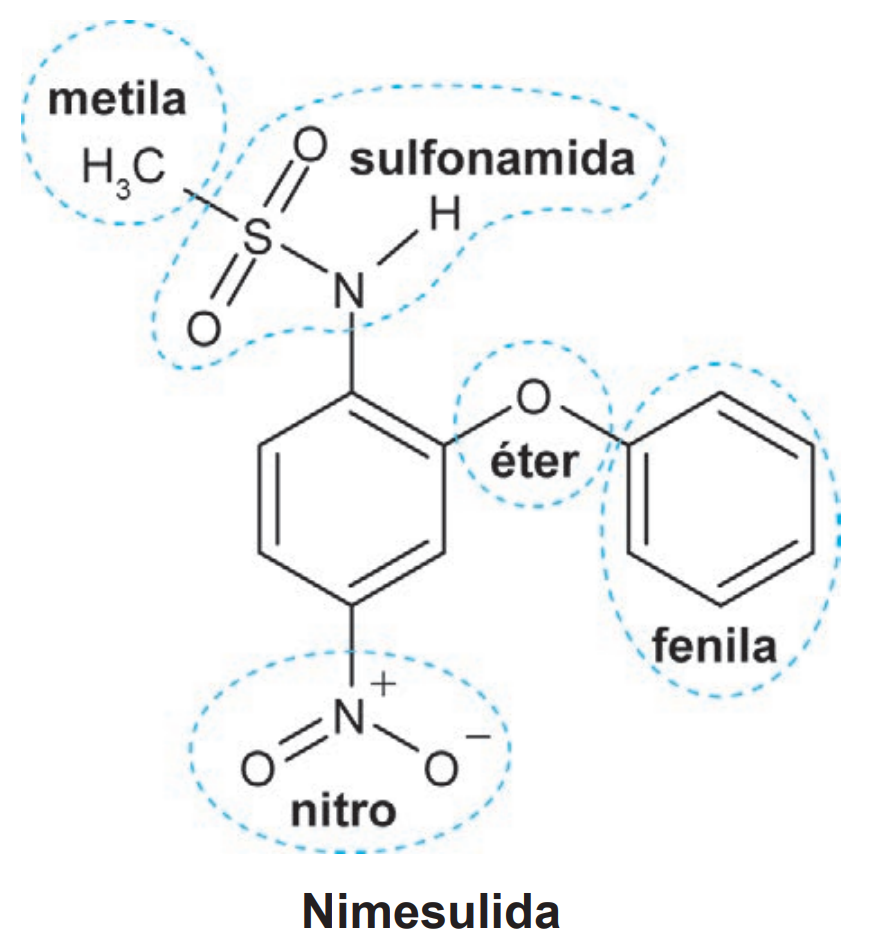 metila
H₃C
O
sulfonamida
H
S
N
O
O
éter
fenila
N⁺
O
O⁻
nitro
Nimesulida